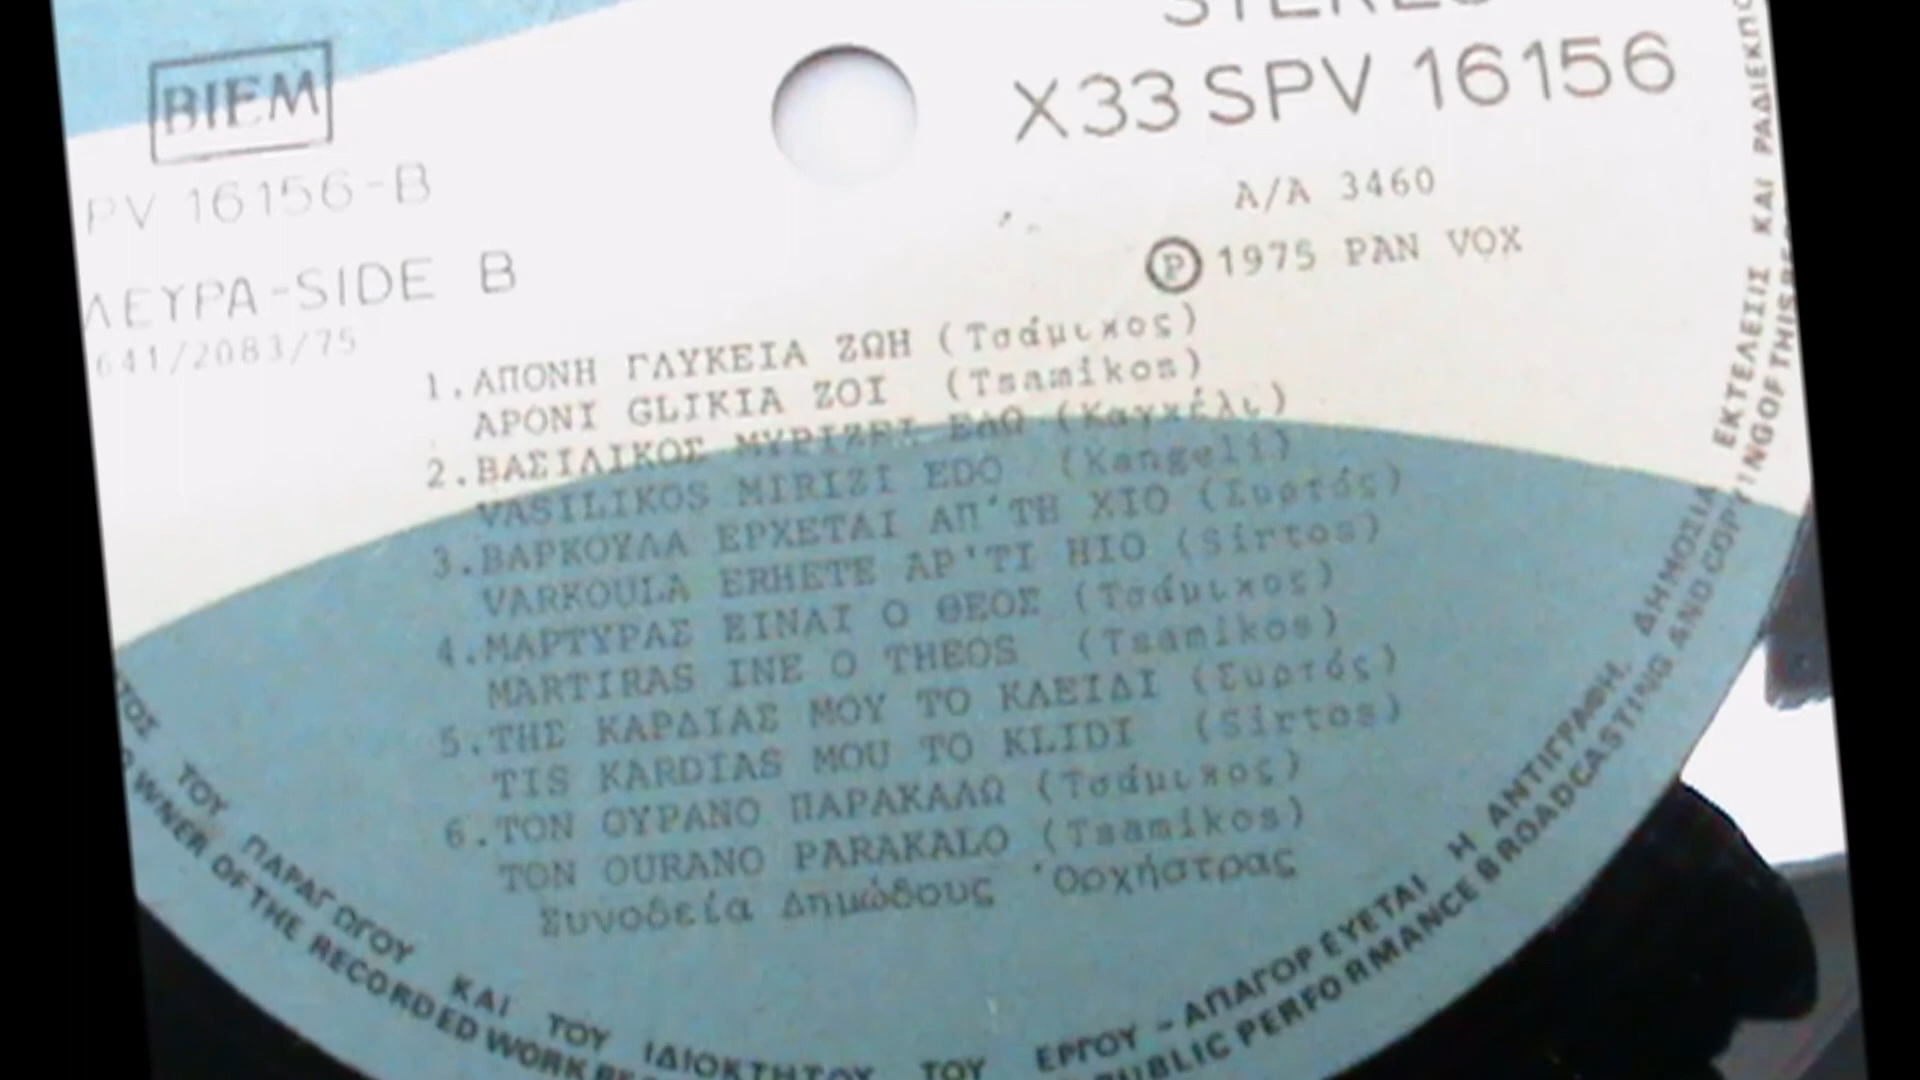 STEREO
BIEM
X33 SPV 16156
PV 16156-B
A/A 3460
ΛΕΥΡΑ-SIDE B
Ⓟ 1975 PAN VOX
641/2083/75
1.ΑΠΟΝΗ ΓΛΥΚΕΙΑ ΖΩΗ (Τσάμικος)
APONI GLIKIA ZOI (Tsamikos)
2.ΒΑΣΙΛΙΚΟΣ ΜΥΡΙΖΕΙ ΕΔΩ (Καγκέλι)
VASILIKOS MIRIZI EDO (Kangeli)
3.ΒΑΡΚΟΥΛΑ ΕΡΧΕΤΑΙ ΑΠ'ΤΗ ΧΙΟ (Συρτός)
VARKOULA ERHETE AP'TI HIO (Sirtos)
4.ΜΑΡΤΥΡΑΣ ΕΙΝΑΙ Ο ΘΕΟΣ (Τσάμικος)
MARTIRAS INE O THEOS (Tsamikos)
5.ΤΗΣ ΚΑΡΔΙΑΣ ΜΟΥ ΤΟ ΚΛΕΙΔΙ (Συρτός)
TIS KARDIAS MOU TO KLIDI (Sirtos)
6.ΤΟΝ ΟΥΡΑΝΟ ΠΑΡΑΚΑΛΩ (Τσάμικος)
TON OURANO PARAKALO (Tsamikos)
Συνοδεία Δημώδους Ὀρχήστρας
ΤΟΥ ΠΑΡΑΓΩΓΟΥ ΚΑΙ ΤΟΥ ΙΔΙΟΚΤΗΤΟΥ ΤΟΥ ΕΡΓΟΥ - ΑΠΑΓΟΡΕΥΕΤΑΙ Η ΑΝΤΙΓΡΑΦΗ, ΔΗΜΟΣΙΑ ΕΚΤΕΛΕΣΙΣ ΚΑΙ
WNER OF THE RECORDED WORK
PUBLIC PERFORMANCE BROADCASTING AND COPYING OF THIS